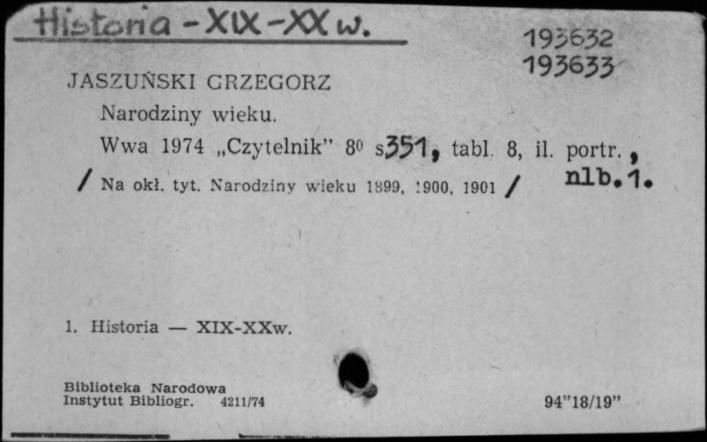 Historia - XIX-XX w.
193632
193633
JASZUŃSKI GRZEGORZ
Narodziny wieku.
Wwa 1974 „Czytelnik” 8⁰ s351, tabl. 8, il. portr.,
/ Na okł. tyt. Narodziny wieku 1899, 1900, 1901 / nlb.1.
1. Historia — XIX-XXw.
Biblioteka Narodowa
Instytut Bibliogr. 4211/74
94”18/19”